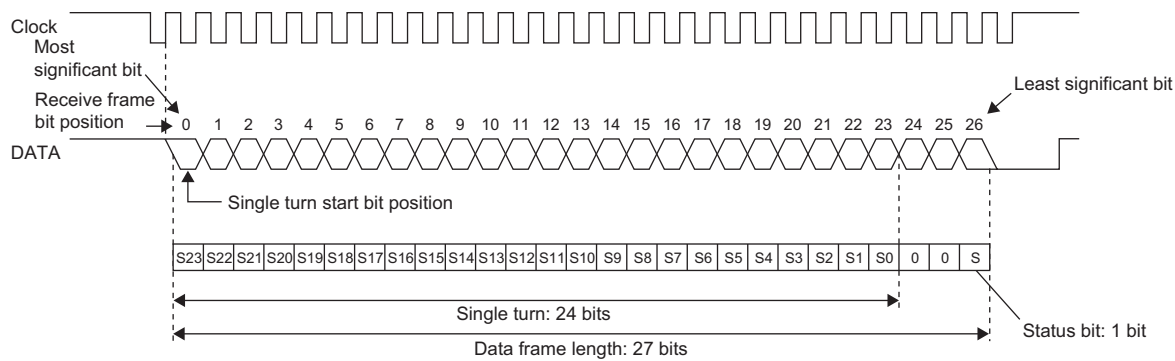 Clock
Most
significant bit
Least significant bit
Receive frame
bit position
0 1 2 3 4 5 6 7 8 9 10 11 12 13 14 15 16 17 18 19 20 21 22 23 24 25 26
DATA
Single turn start bit position
S23 S22 S21 S20 S19 S18 S17 S16 S15 S14 S13 S12 S11 S10 S9 S8 S7 S6 S5 S4 S3 S2 S1 S0 0 0 S
Single turn: 24 bits
Status bit: 1 bit
Data frame length: 27 bits